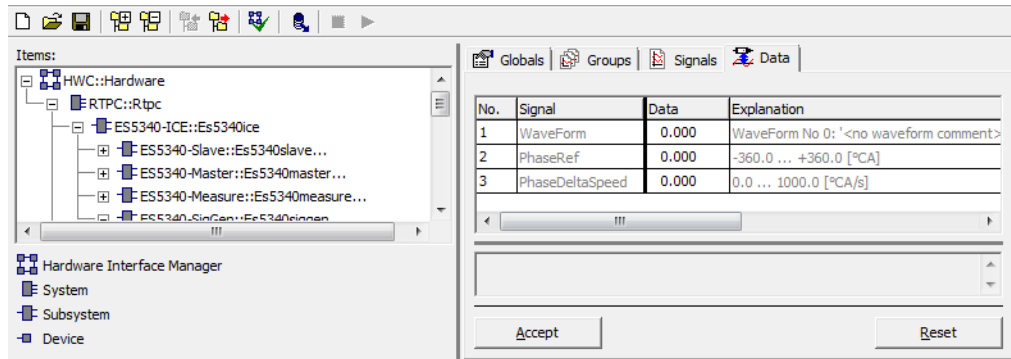 Items:
HWC::Hardware
RTPC::Rtpc
ES5340-ICE::Es5340ice
ES5340-Slave::Es5340slave...
ES5340-Master::Es5340master...
ES5340-Measure::Es5340measure...
ES5340-SigGen::Es5340siggen
Hardware Interface Manager
System
Subsystem
Device
Globals Groups Signals Data
No. Signal Data Explanation
1 WaveForm 0.000 WaveForm No 0: '<no waveform comment>
2 PhaseRef 0.000 -360.0 ... +360.0 [°CA]
3 PhaseDeltaSpeed 0.000 0.0 ... 1000.0 [°CA/s]
Accept Reset